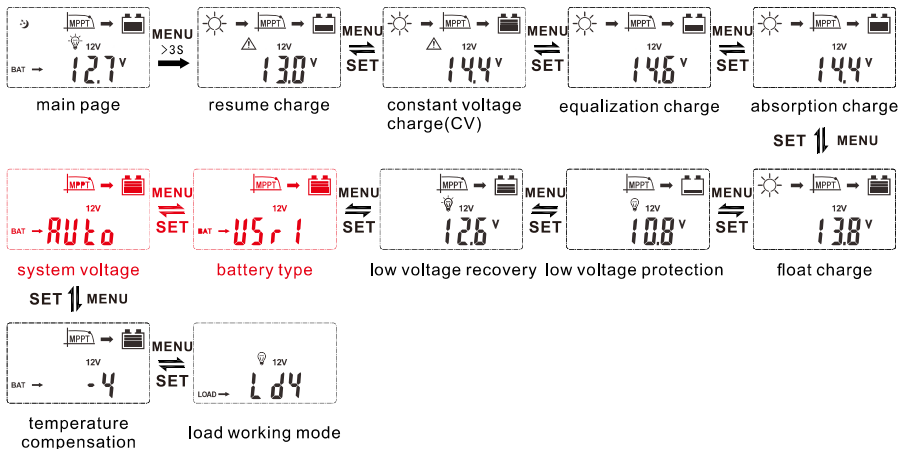 MPPT
12V
BAT → 12.7 V
main page
MENU
>3S
MPPT
12V
13.0 V
resume charge
MENU
SET
MPPT
12V
14.4 V
constant voltage
charge(CV)
MENU
SET
MPPT
12V
14.6 V
equalization charge
MENU
SET
MPPT
12V
14.4 V
absorption charge
SET MENU
MPPT
12V
BAT → AUto
system voltage
MENU
SET
MPPT
12V
BAT → USr1
battery type
MENU
SET
MPPT
12V
12.6 V
low voltage recovery
MENU
SET
MPPT
12V
10.8 V
low voltage protection
MENU
SET
MPPT
12V
13.8 V
float charge
SET MENU
MPPT
12V
BAT → -4
temperature
compensation
MENU
SET
12V
LOAD → Ld4
load working mode